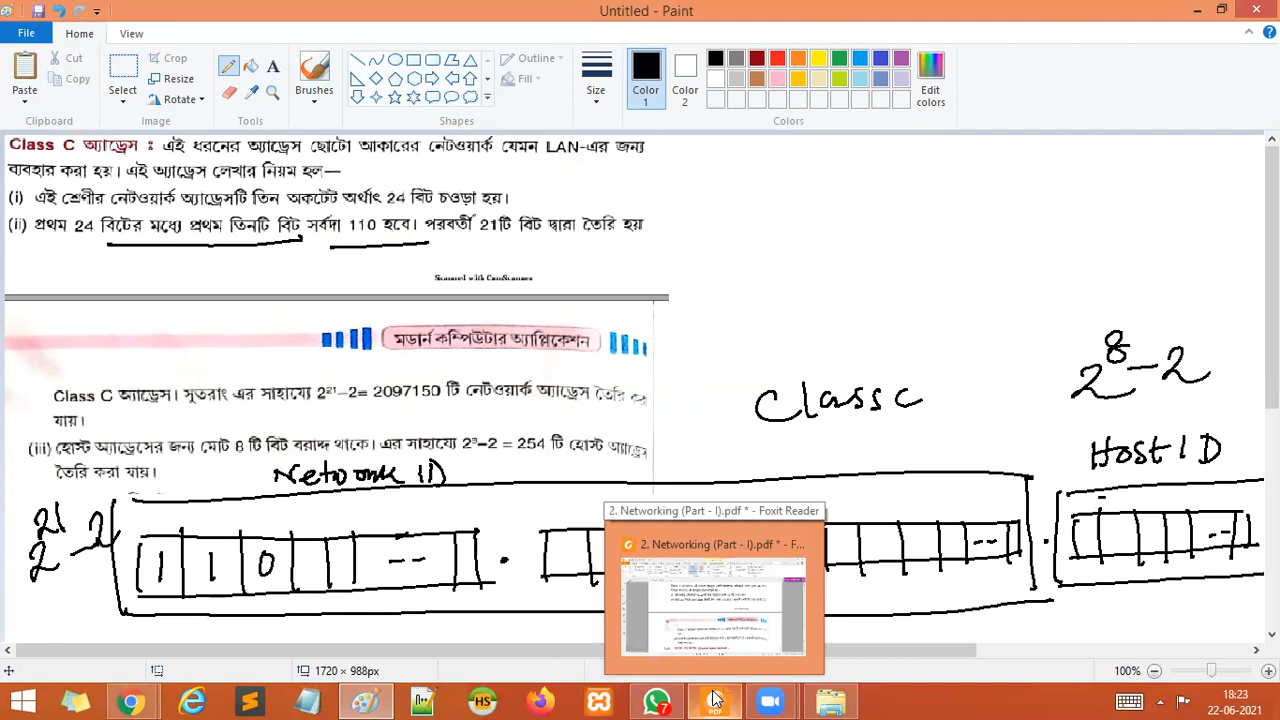 Untitled - Paint
File
Home
View
Paste
Cut
Copy
Clipboard
Select
Crop
Resize
Rotate
Image
Tools
Brushes
Outline
Fill
Shapes
Size
Color 1
Color 2
Edit colors
Colors
Class C অ্যাড্রেস : এই ধরনের অ্যাড্রেস ছোটো আকারের নেটওয়ার্ক যেমন LAN-এর জন্য
ব্যবহার করা হয়। এই অ্যাড্রেস লেখার নিয়ম হল—
(i) এই শ্রেণীর নেটওয়ার্ক অ্যাড্রেসটি তিন অকটেট অর্থাৎ 24 বিট চওড়া হয়।
(ii) প্রথম 24 বিটের মধ্যে প্রথম তিনটি বিট সর্বদা 110 হবে। পরবর্তী 21টি বিট দ্বারা তৈরি হয়
Scanned with CamScanner
মডার্ন কম্পিউটার অ্যাপ্লিকেশন
Class C অ্যাড্রেস। সুতরাং এর সাহায্যে 2²¹–2= 2097150 টি নেটওয়ার্ক অ্যাড্রেস তৈরি করা
যায়।
(iii) হোস্ট অ্যাড্রেসের জন্য মোট 8 টি বিট বরাদ্দ থাকে। এর সাহায্যে 2⁸–2 = 254 টি হোস্ট অ্যাড্রেস
তৈরি করা যায়।
Class C
2⁸-2
Host ID
Network ID
2²¹-2
1 1 0 -- . -- . --
2. Networking (Part - I).pdf * - Foxit Reader
2. Networking (Part - I).pdf * - F...
1720 × 988px
100%
HS
7
PDF
18:23
22-06-2021